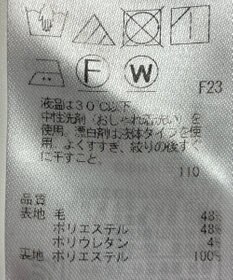 F W
F23
液温は30℃以下
中性洗剤(おしゃれ着洗い)を
使用。漂白剤は液体タイプを使
用。よくすすぎ、絞りの後すぐ
に干すこと。
110
品質
表地 毛 48%
ポリエステル 48%
ポリウレタン 4%
裏地 ポリエステル 100%